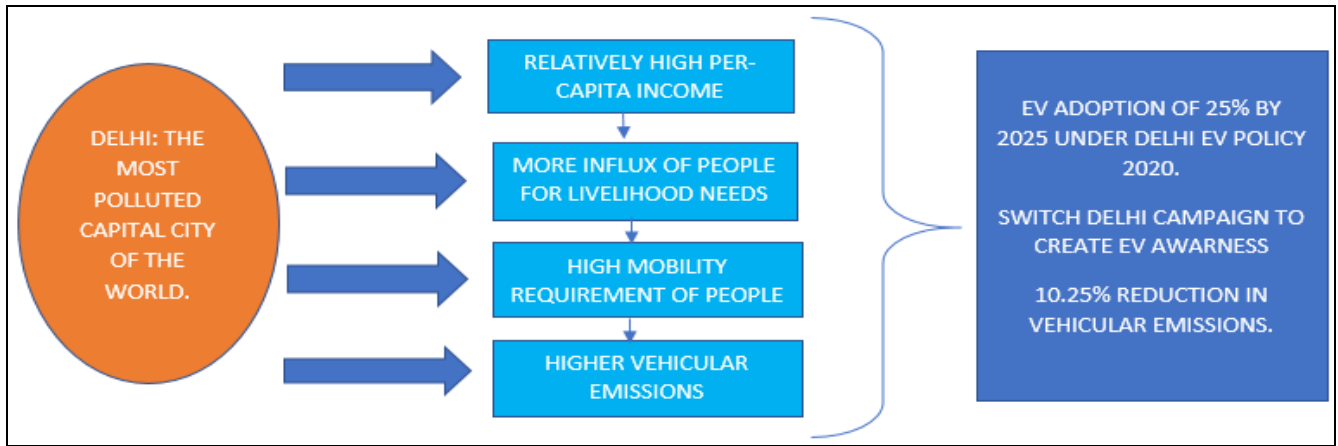 DELHI: THE
MOST
POLLUTED
CAPITAL CITY
OF THE
WORLD.
RELATIVELY HIGH PER-
CAPITA INCOME
MORE INFLUX OF PEOPLE
FOR LIVELIHOOD NEEDS
HIGH MOBILITY
REQUIREMENT OF PEOPLE
HIGHER VEHICULAR
EMISSIONS
EV ADOPTION OF 25% BY
2025 UNDER DELHI EV POLICY
2020.
SWITCH DELHI CAMPAIGN TO
CREATE EV AWARNESS
10.25% REDUCTION IN
VEHICULAR EMISSIONS.